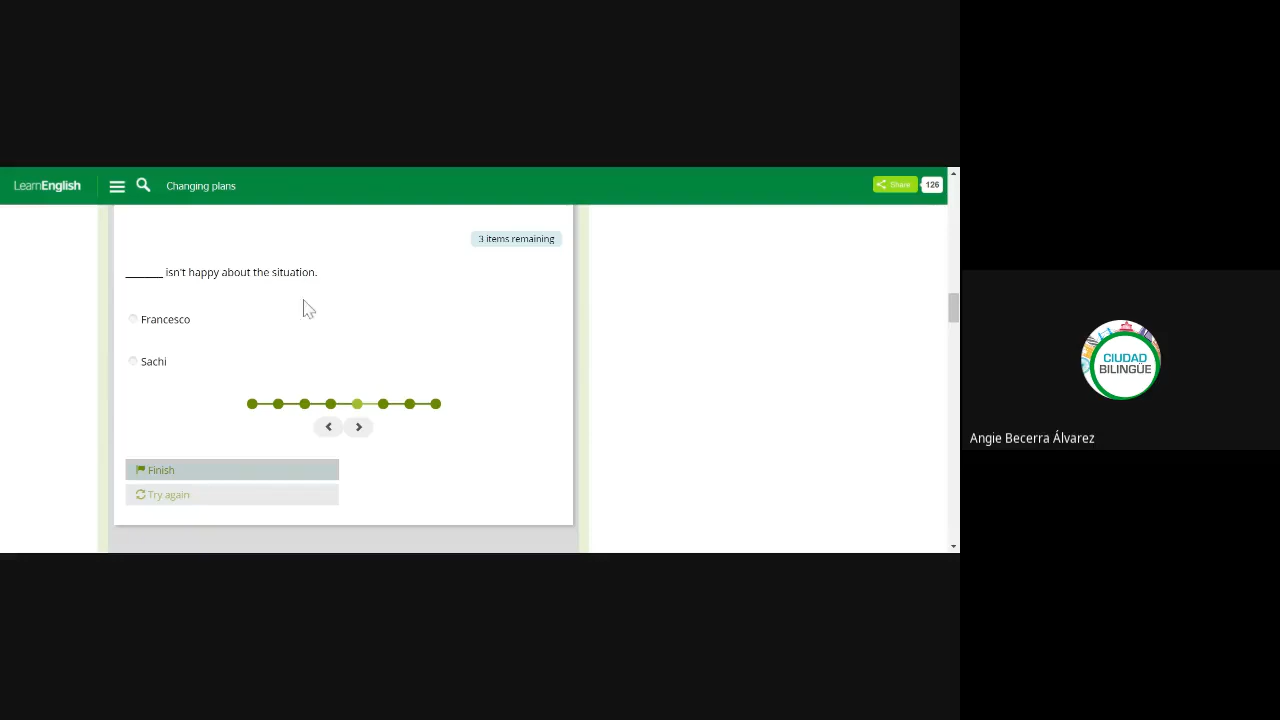 LearnEnglish
Changing plans
Share
126
3 items remaining
_______ isn't happy about the situation.
Francesco
Sachi
Finish
Try again
CIUDAD
BILINGÜE
Angie Becerra Álvarez